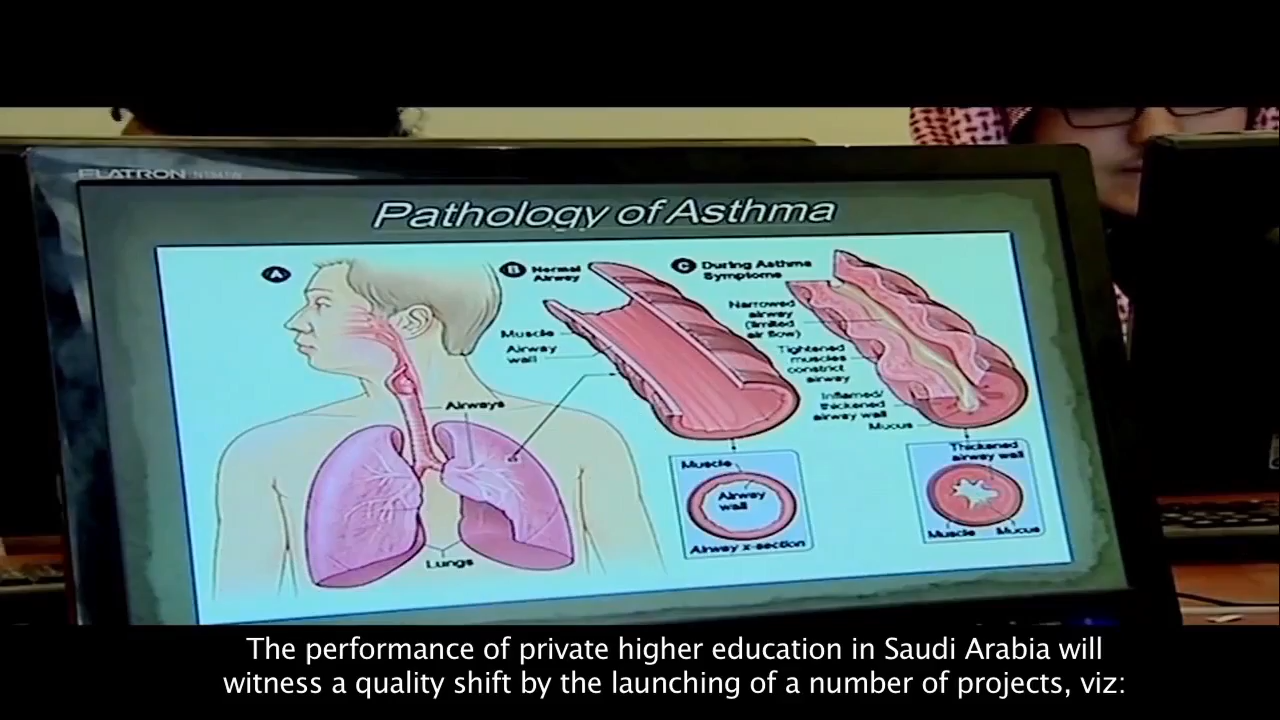 FLATRON
Pathology of Asthma
A
B Normal
Airway
Muscle
Airway
wall
Airways
Lungs
C During Asthma
Symptoms
Narrowed
airway
(limited
air flow)
Tightened
muscles
constrict
airway
Inflamed/
thickened
airway wall
Mucus
Muscle
Airway
wall
Airway x-section
Thickened
airway wall
Muscle
Mucus
The performance of private higher education in Saudi Arabia will
witness a quality shift by the launching of a number of projects, viz: